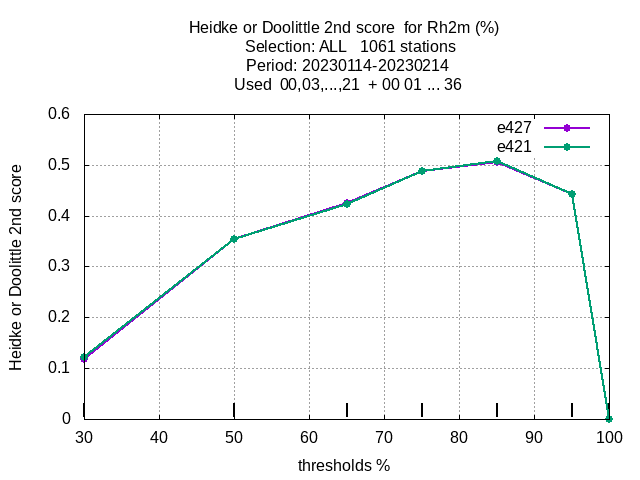 Heidke or Doolittle 2nd score  for Rh2m (%)
Selection: ALL   1061 stations
Period: 20230114-20230214
Used  00,03,...,21  + 00 01 ... 36
e427
e421
0.6
0.5
0.4
0.3
0.2
0.1
0
Heidke or Doolittle 2nd score
30 40 50 60 70 80 90 100
thresholds %